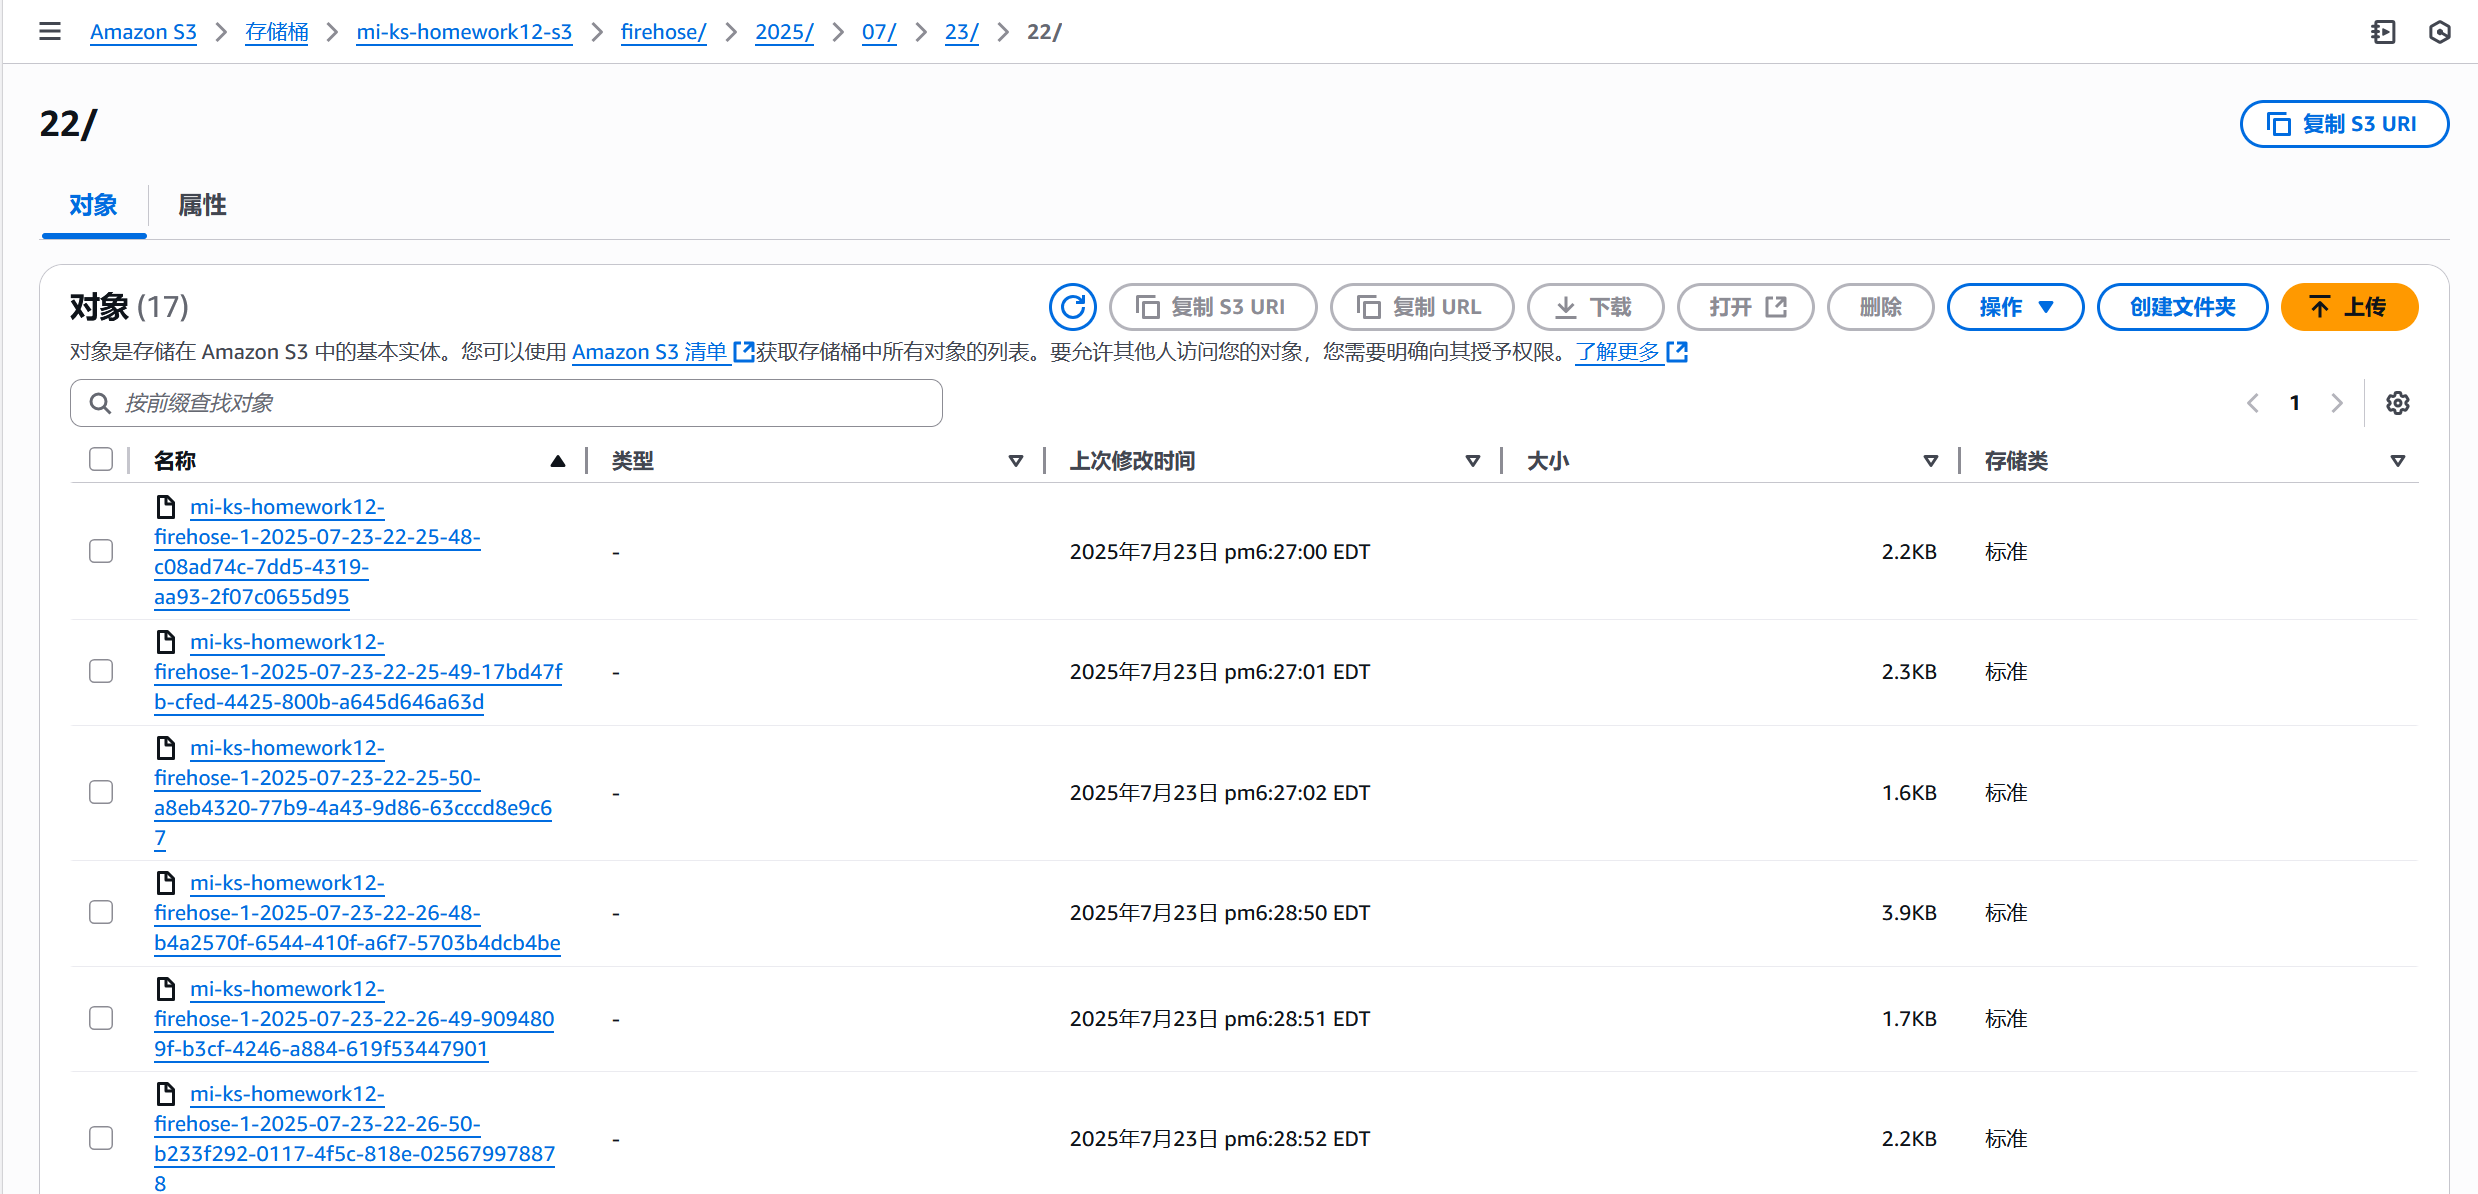 Amazon S3 存储桶 mi-ks-homework12-s3 firehose/ 2025/ 07/ 23/ 22/
22/
复制 S3 URI
对象 属性
对象 (17)
复制 S3 URI 复制 URL 下载 打开 删除 操作 创建文件夹 上传
对象是存储在 Amazon S3 中的基本实体。您可以使用 Amazon S3 清单 获取存储桶中所有对象的列表。要允许其他人访问您的对象，您需要明确向其授予权限。 了解更多
按前缀查找对象
1
名称 类型 上次修改时间 大小 存储类
mi-ks-homework12-
firehose-1-2025-07-23-22-25-48-
c08ad74c-7dd5-4319-
aa93-2f07c0655d95
- 2025年7月23日 pm6:27:00 EDT 2.2KB 标准
mi-ks-homework12-
firehose-1-2025-07-23-22-25-49-17bd47f
b-cfed-4425-800b-a645d646a63d
- 2025年7月23日 pm6:27:01 EDT 2.3KB 标准
mi-ks-homework12-
firehose-1-2025-07-23-22-25-50-
a8eb4320-77b9-4a43-9d86-63cccd8e9c6
7
- 2025年7月23日 pm6:27:02 EDT 1.6KB 标准
mi-ks-homework12-
firehose-1-2025-07-23-22-26-48-
b4a2570f-6544-410f-a6f7-5703b4dcb4be
- 2025年7月23日 pm6:28:50 EDT 3.9KB 标准
mi-ks-homework12-
firehose-1-2025-07-23-22-26-49-909480
9f-b3cf-4246-a884-619f53447901
- 2025年7月23日 pm6:28:51 EDT 1.7KB 标准
mi-ks-homework12-
firehose-1-2025-07-23-22-26-50-
b233f292-0117-4f5c-818e-02567997887
8
- 2025年7月23日 pm6:28:52 EDT 2.2KB 标准